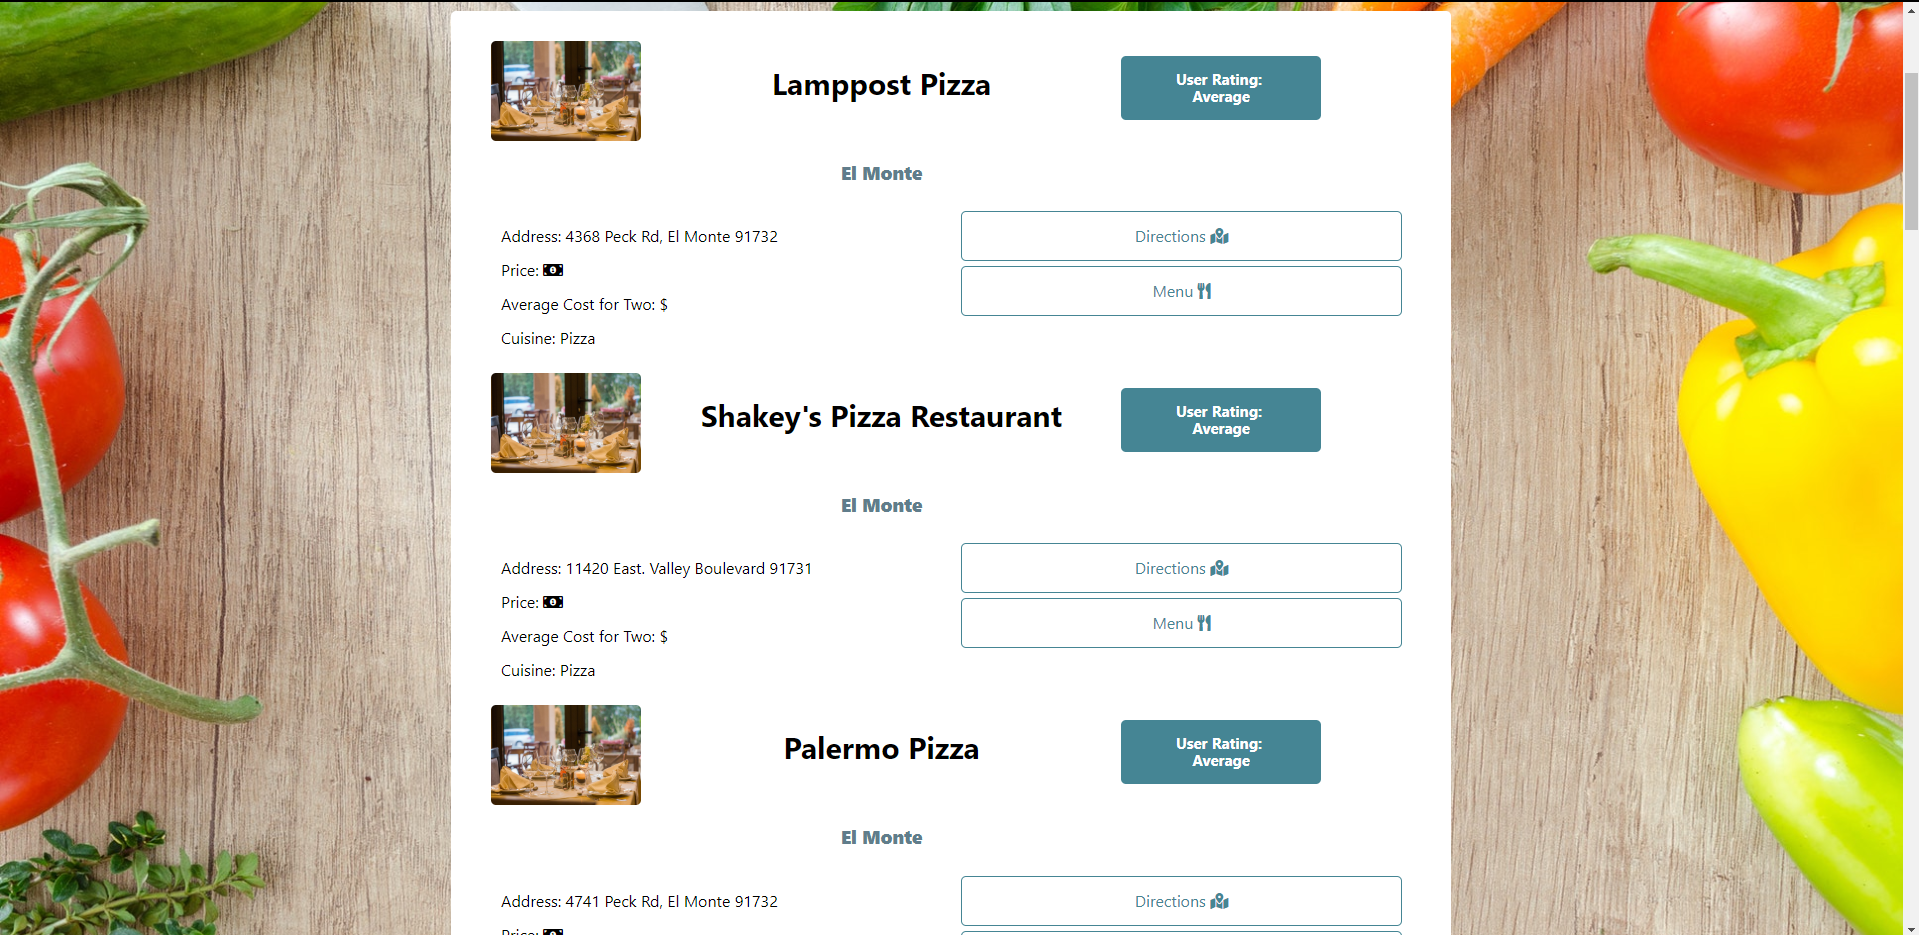 Lamppost Pizza
User Rating:
Average
El Monte
Address: 4368 Peck Rd, El Monte 91732
Price:
Average Cost for Two: $
Cuisine: Pizza
Directions
Menu
Shakey's Pizza Restaurant
User Rating:
Average
El Monte
Address: 11420 East. Valley Boulevard 91731
Price:
Average Cost for Two: $
Cuisine: Pizza
Directions
Menu
Palermo Pizza
User Rating:
Average
El Monte
Address: 4741 Peck Rd, El Monte 91732
Price:
Directions